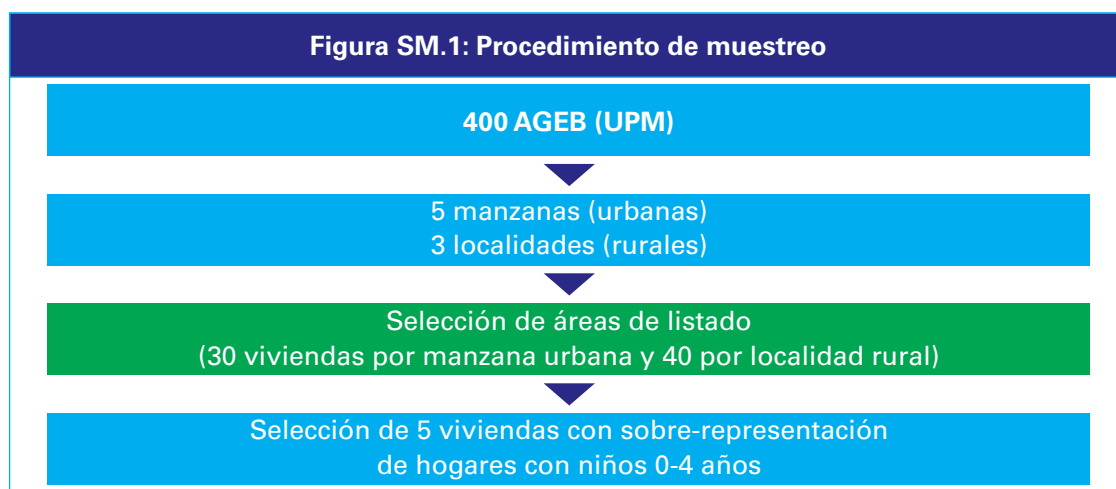 Figura SM.1: Procedimiento de muestreo
400 AGEB (UPM)
5 manzanas (urbanas)
3 localidades (rurales)
Selección de áreas de listado
(30 viviendas por manzana urbana y 40 por localidad rural)
Selección de 5 viviendas con sobre-representación
de hogares con niños 0-4 años